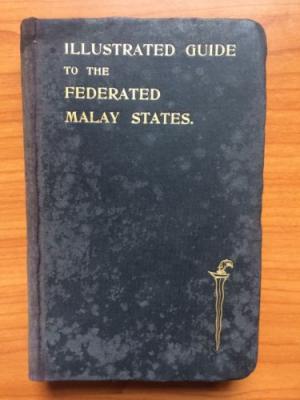 ILLUSTRATED GUIDE
TO THE
FEDERATED
MALAY STATES.